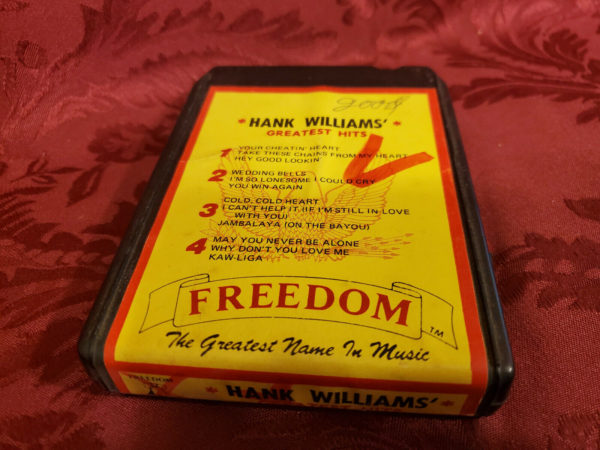 good
* HANK WILLIAMS' *
GREATEST HITS
1 YOUR CHEATIN' HEART
TAKE THESE CHAINS FROM MY HEART
HEY GOOD LOOKIN'
2 WEDDING BELLS
I'M SO LONESOME I COULD CRY
YOU WIN AGAIN
3 COLD, COLD HEART
I CAN'T HELP IT (IF I'M STILL IN LOVE
WITH YOU)
JAMBALAYA (ON THE BAYOU)
4 MAY YOU NEVER BE ALONE
WHY DON'T YOU LOVE ME
KAW-LIGA
FREEDOM TM
The Greatest Name In Music
FREEDOM
* HANK WILLIAMS' *